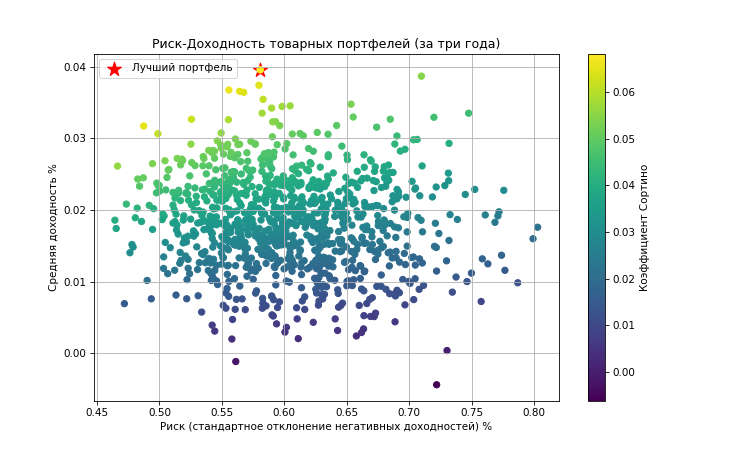 Риск-Доходность товарных портфелей (за три года)
Лучший портфель
Средняя доходность %
0.04
0.03
0.02
0.01
0.00
0.45 0.50 0.55 0.60 0.65 0.70 0.75 0.80
Риск (стандартное отклонение негативных доходностей) %
0.06
0.05
0.04
0.03
0.02
0.01
0.00
Коэффициент Сортино